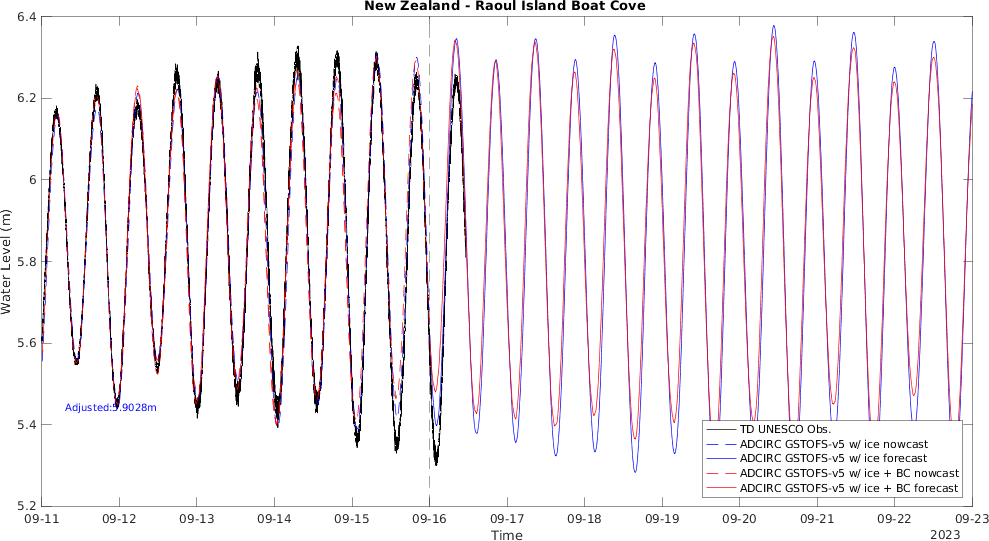 New Zealand - Raoul Island Boat Cove
6.4
6.2
6
5.8
5.6
5.4
5.2
Water Level (m)
Adjusted:5.9028m
TD UNESCO Obs.
ADCIRC GSTOFS-v5 w/ ice nowcast
ADCIRC GSTOFS-v5 w/ ice forecast
ADCIRC GSTOFS-v5 w/ ice + BC nowcast
ADCIRC GSTOFS-v5 w/ ice + BC forecast
09-11 09-12 09-13 09-14 09-15 09-16 09-17 09-18 09-19 09-20 09-21 09-22 09-23
Time
2023